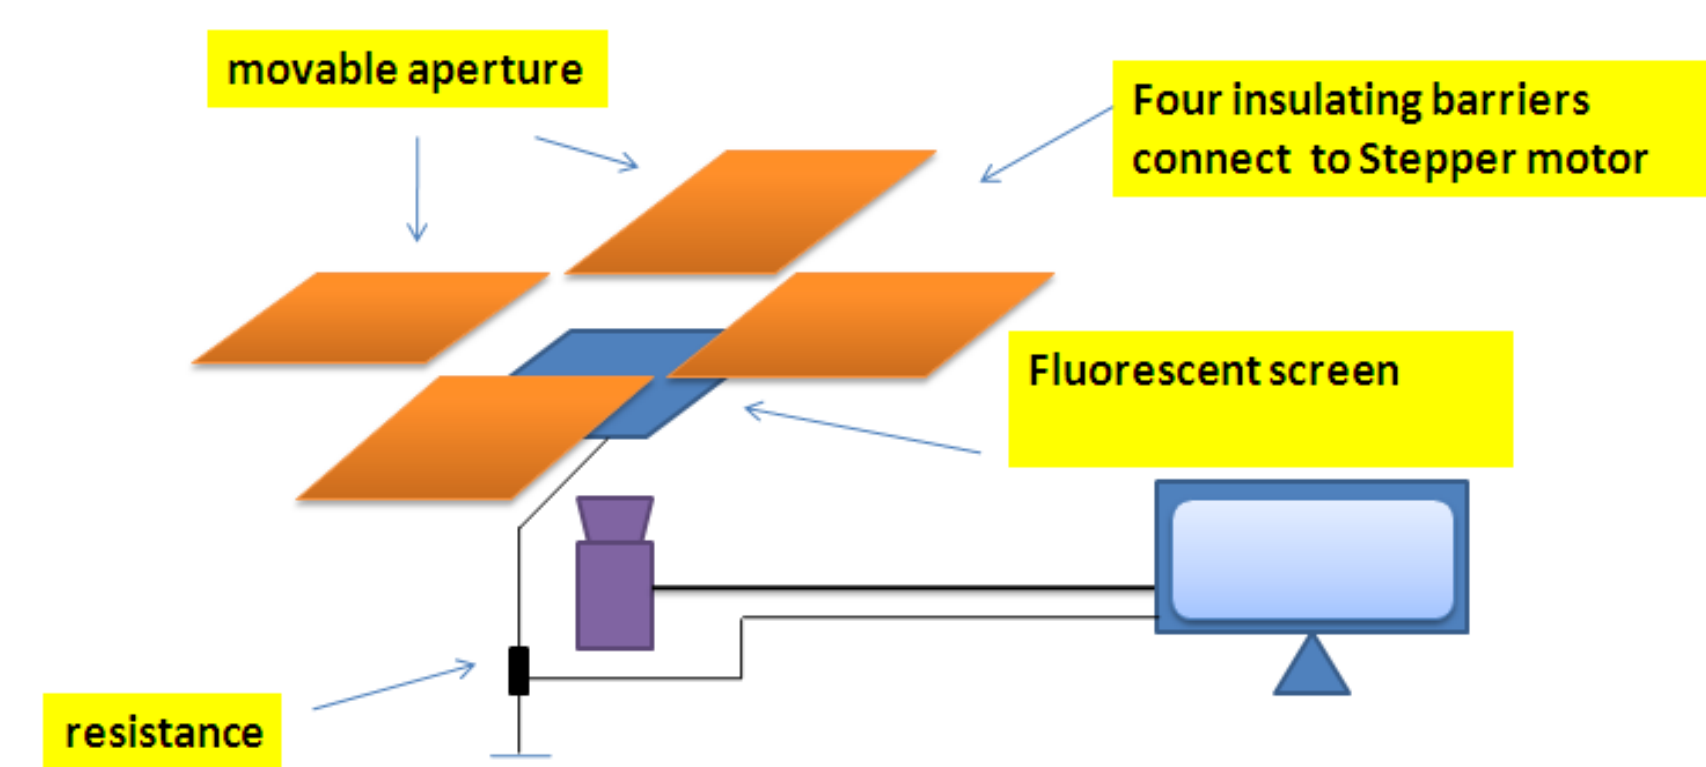 movable aperture
Four insulating barriers
connect to Stepper motor
Fluorescent screen
resistance